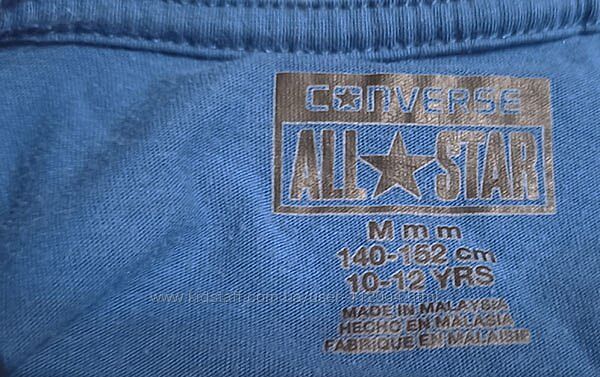 CONVERSE
ALL STAR
M m m
140-152 cm
10-12 YRS
MADE IN MALAYSIA
HECHO EN MALASIA
FABRIQUE EN MALAISIE